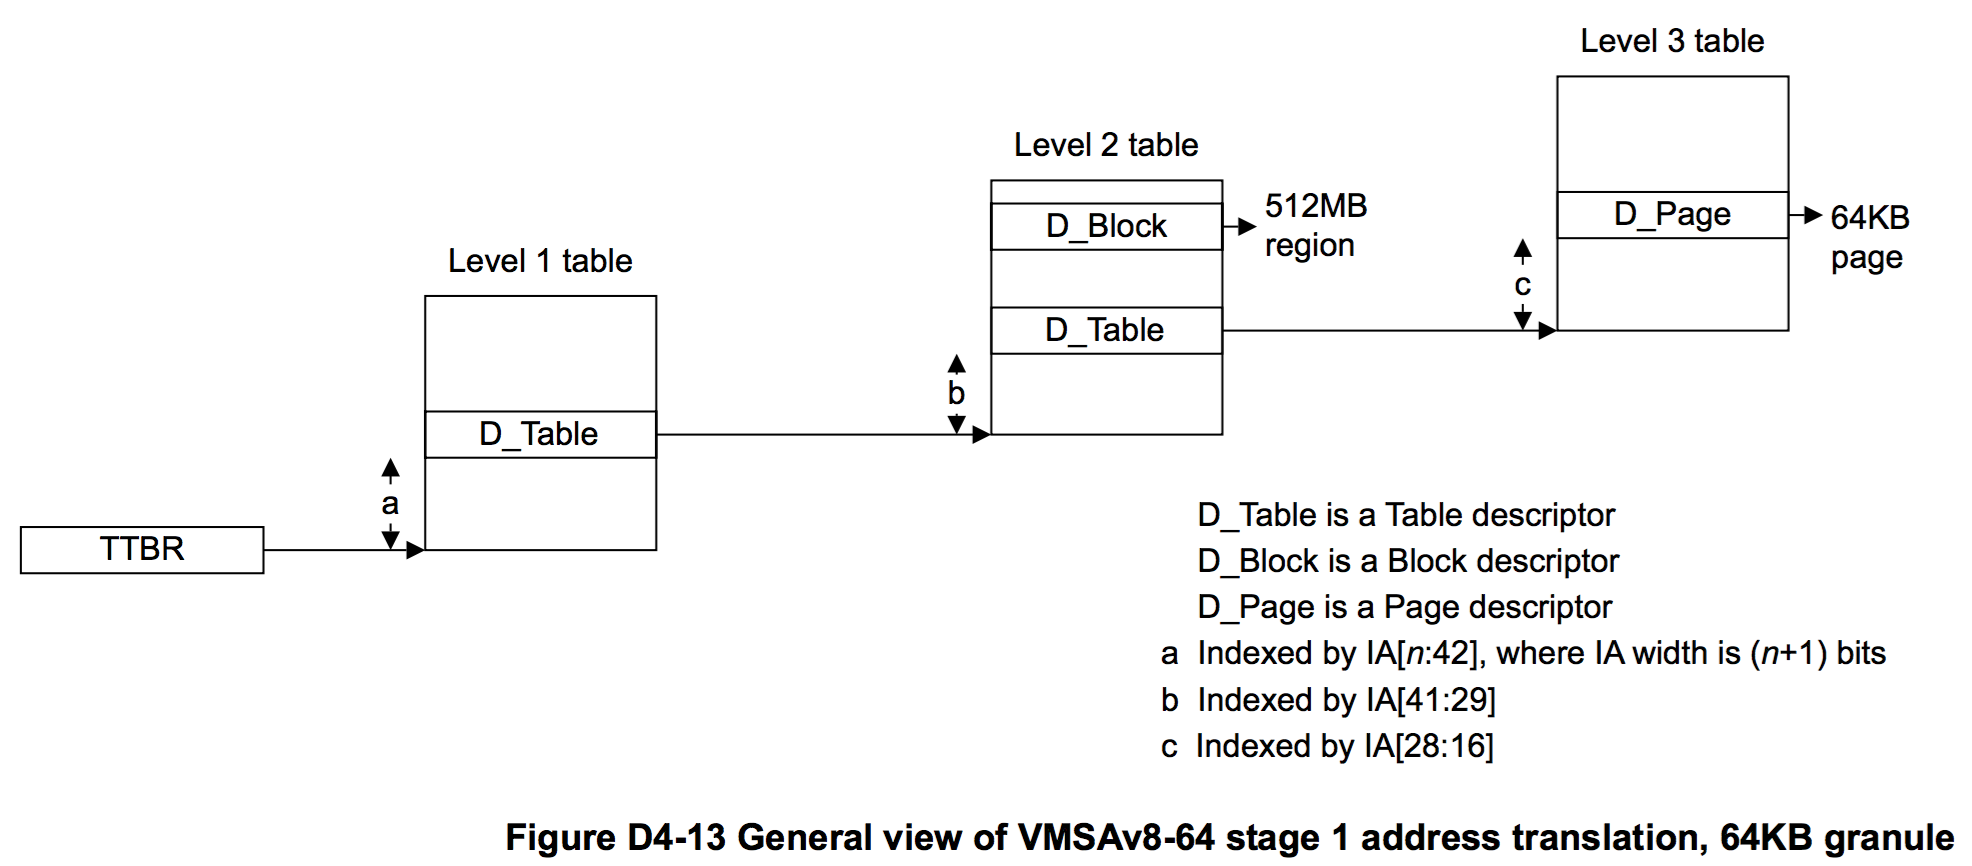 Level 3 table
D_Page
64KB
page
c
Level 2 table
D_Block
512MB
region
D_Table
b
Level 1 table
D_Table
a
TTBR
D_Table is a Table descriptor
D_Block is a Block descriptor
D_Page is a Page descriptor
a Indexed by IA[n:42], where IA width is (n+1) bits
b Indexed by IA[41:29]
c Indexed by IA[28:16]
Figure D4-13 General view of VMSAv8-64 stage 1 address translation, 64KB granule